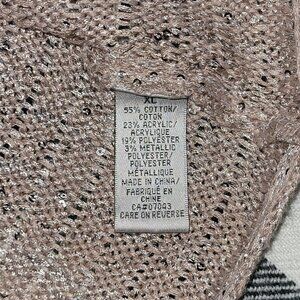 XL
55% COTTON/
COTON
23% ACRYLIC/
ACRYLIQUE
19% POLYESTER
3% METALLIC
POLYESTER/
POLYESTER
MÉTALLIQUE
MADE IN CHINA/
FABRIQUÉ EN
CHINE
CA#07003
CARE ON REVERSE